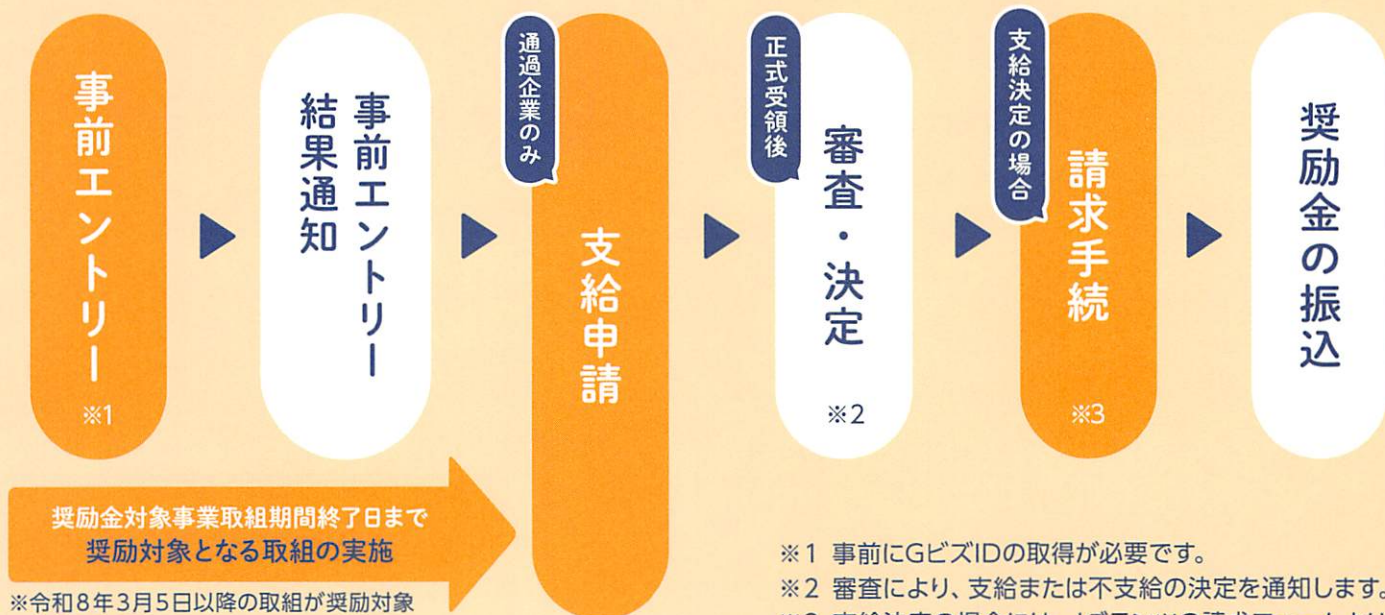 事前エントリー
※1
事前エントリー
結果通知
通過企業のみ
支給申請
正式受領後
審査・決定
※2
支給決定の場合
請求手続
※3
奨励金の振込
奨励金対象事業取組期間終了日まで
奨励対象となる取組の実施
※令和8年3月5日以降の取組が奨励対象
※1 事前にGビズIDの取得が必要です。
※2 審査により、支給または不支給の決定を通知します。